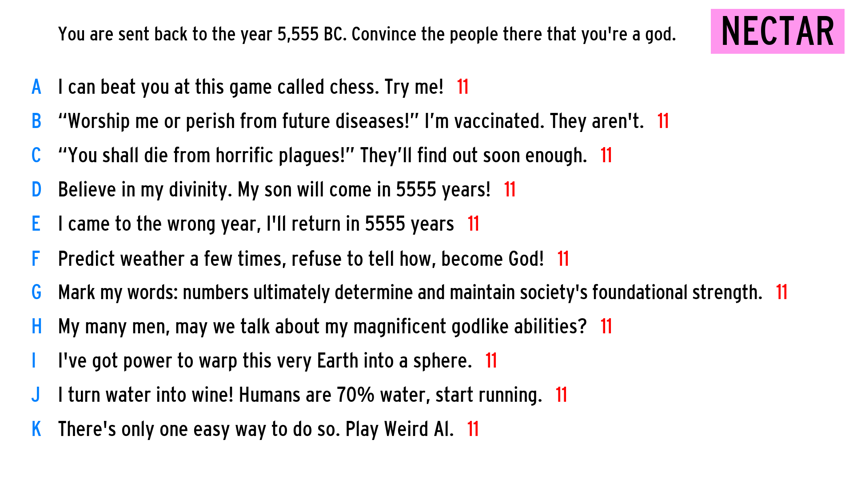 You are sent back to the year 5,555 BC. Convince the people there that you're a god.
NECTAR
A I can beat you at this game called chess. Try me! 11
B “Worship me or perish from future diseases!” I’m vaccinated. They aren't. 11
C “You shall die from horrific plagues!” They’ll find out soon enough. 11
D Believe in my divinity. My son will come in 5555 years! 11
E I came to the wrong year, I'll return in 5555 years 11
F Predict weather a few times, refuse to tell how, become God! 11
G Mark my words: numbers ultimately determine and maintain society's foundational strength. 11
H My many men, may we talk about my magnificent godlike abilities? 11
I I've got power to warp this very Earth into a sphere. 11
J I turn water into wine! Humans are 70% water, start running. 11
K There's only one easy way to do so. Play Weird Al. 11